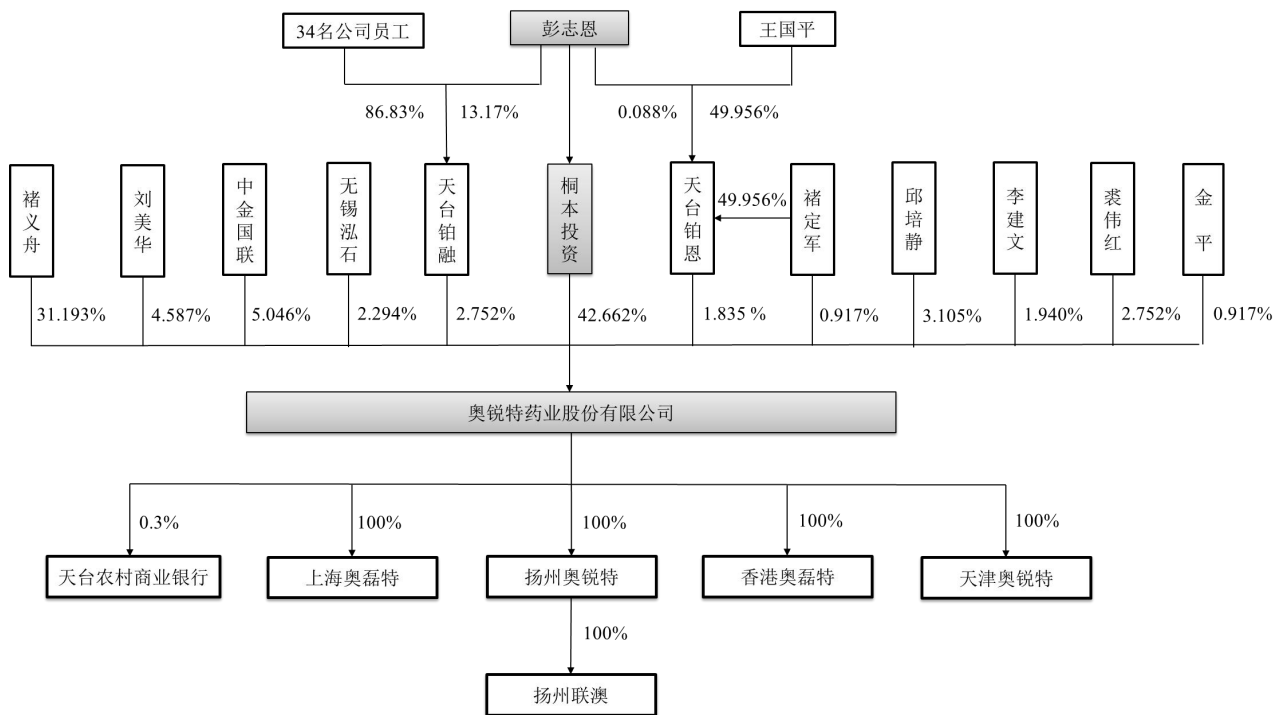 34名公司员工
彭志恩
王国平
86.83%
13.17%
0.088%
49.956%
褚义舟
刘美华
中金国联
无锡泓石
天台铂融
桐本投资
天台铂恩
49.956%
褚定军
邱培静
李建文
裘伟红
金 平
31.193%
4.587%
5.046%
2.294%
2.752%
42.662%
1.835 %
0.917%
3.105%
1.940%
2.752%
0.917%
奥锐特药业股份有限公司
0.3%
100%
100%
100%
100%
天台农村商业银行
上海奥磊特
扬州奥锐特
香港奥磊特
天津奥锐特
100%
扬州联澳